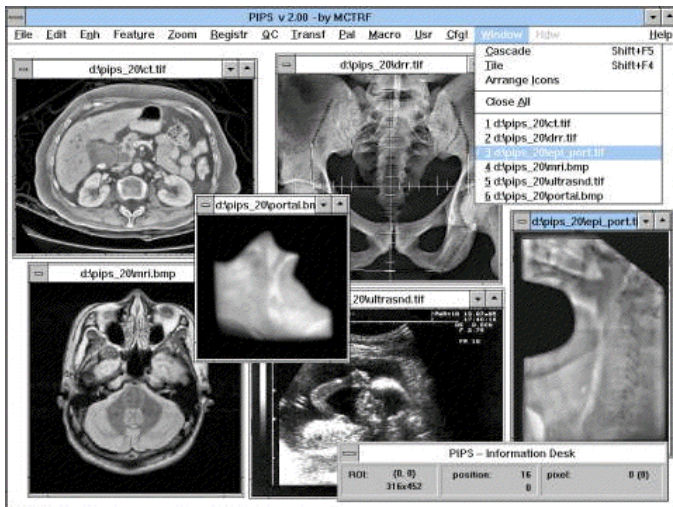 PIPS v 2.00 - by MCTRF
File Edit Enh Feature Zoom Registr QC Transf Pal Macro Usr Cfg! Window Help
Cascade Shift+F5
Tile Shift+F4
Arrange Icons
Close All
1 d:\pips_20\ct.tif
2 d:\pips_20\drr.tif
3 d:\pips_20\epi_port.tif
4 d:\pips_20\mri.bmp
5 d:\pips_20\ultrasnd.tif
6 d:\pips_20\portal.bmp
d:\pips_20\ct.tif
d:\pips_20\drr.tif
d:\pips_20\portal.bm
d:\pips_20\epi_port.ti
d:\pips_20\mri.bmp
_20\ultrasnd.tif
PIPS – Information Desk
ROI: (0, 0) position: 16 pixel: 0 (0)
316x452 0